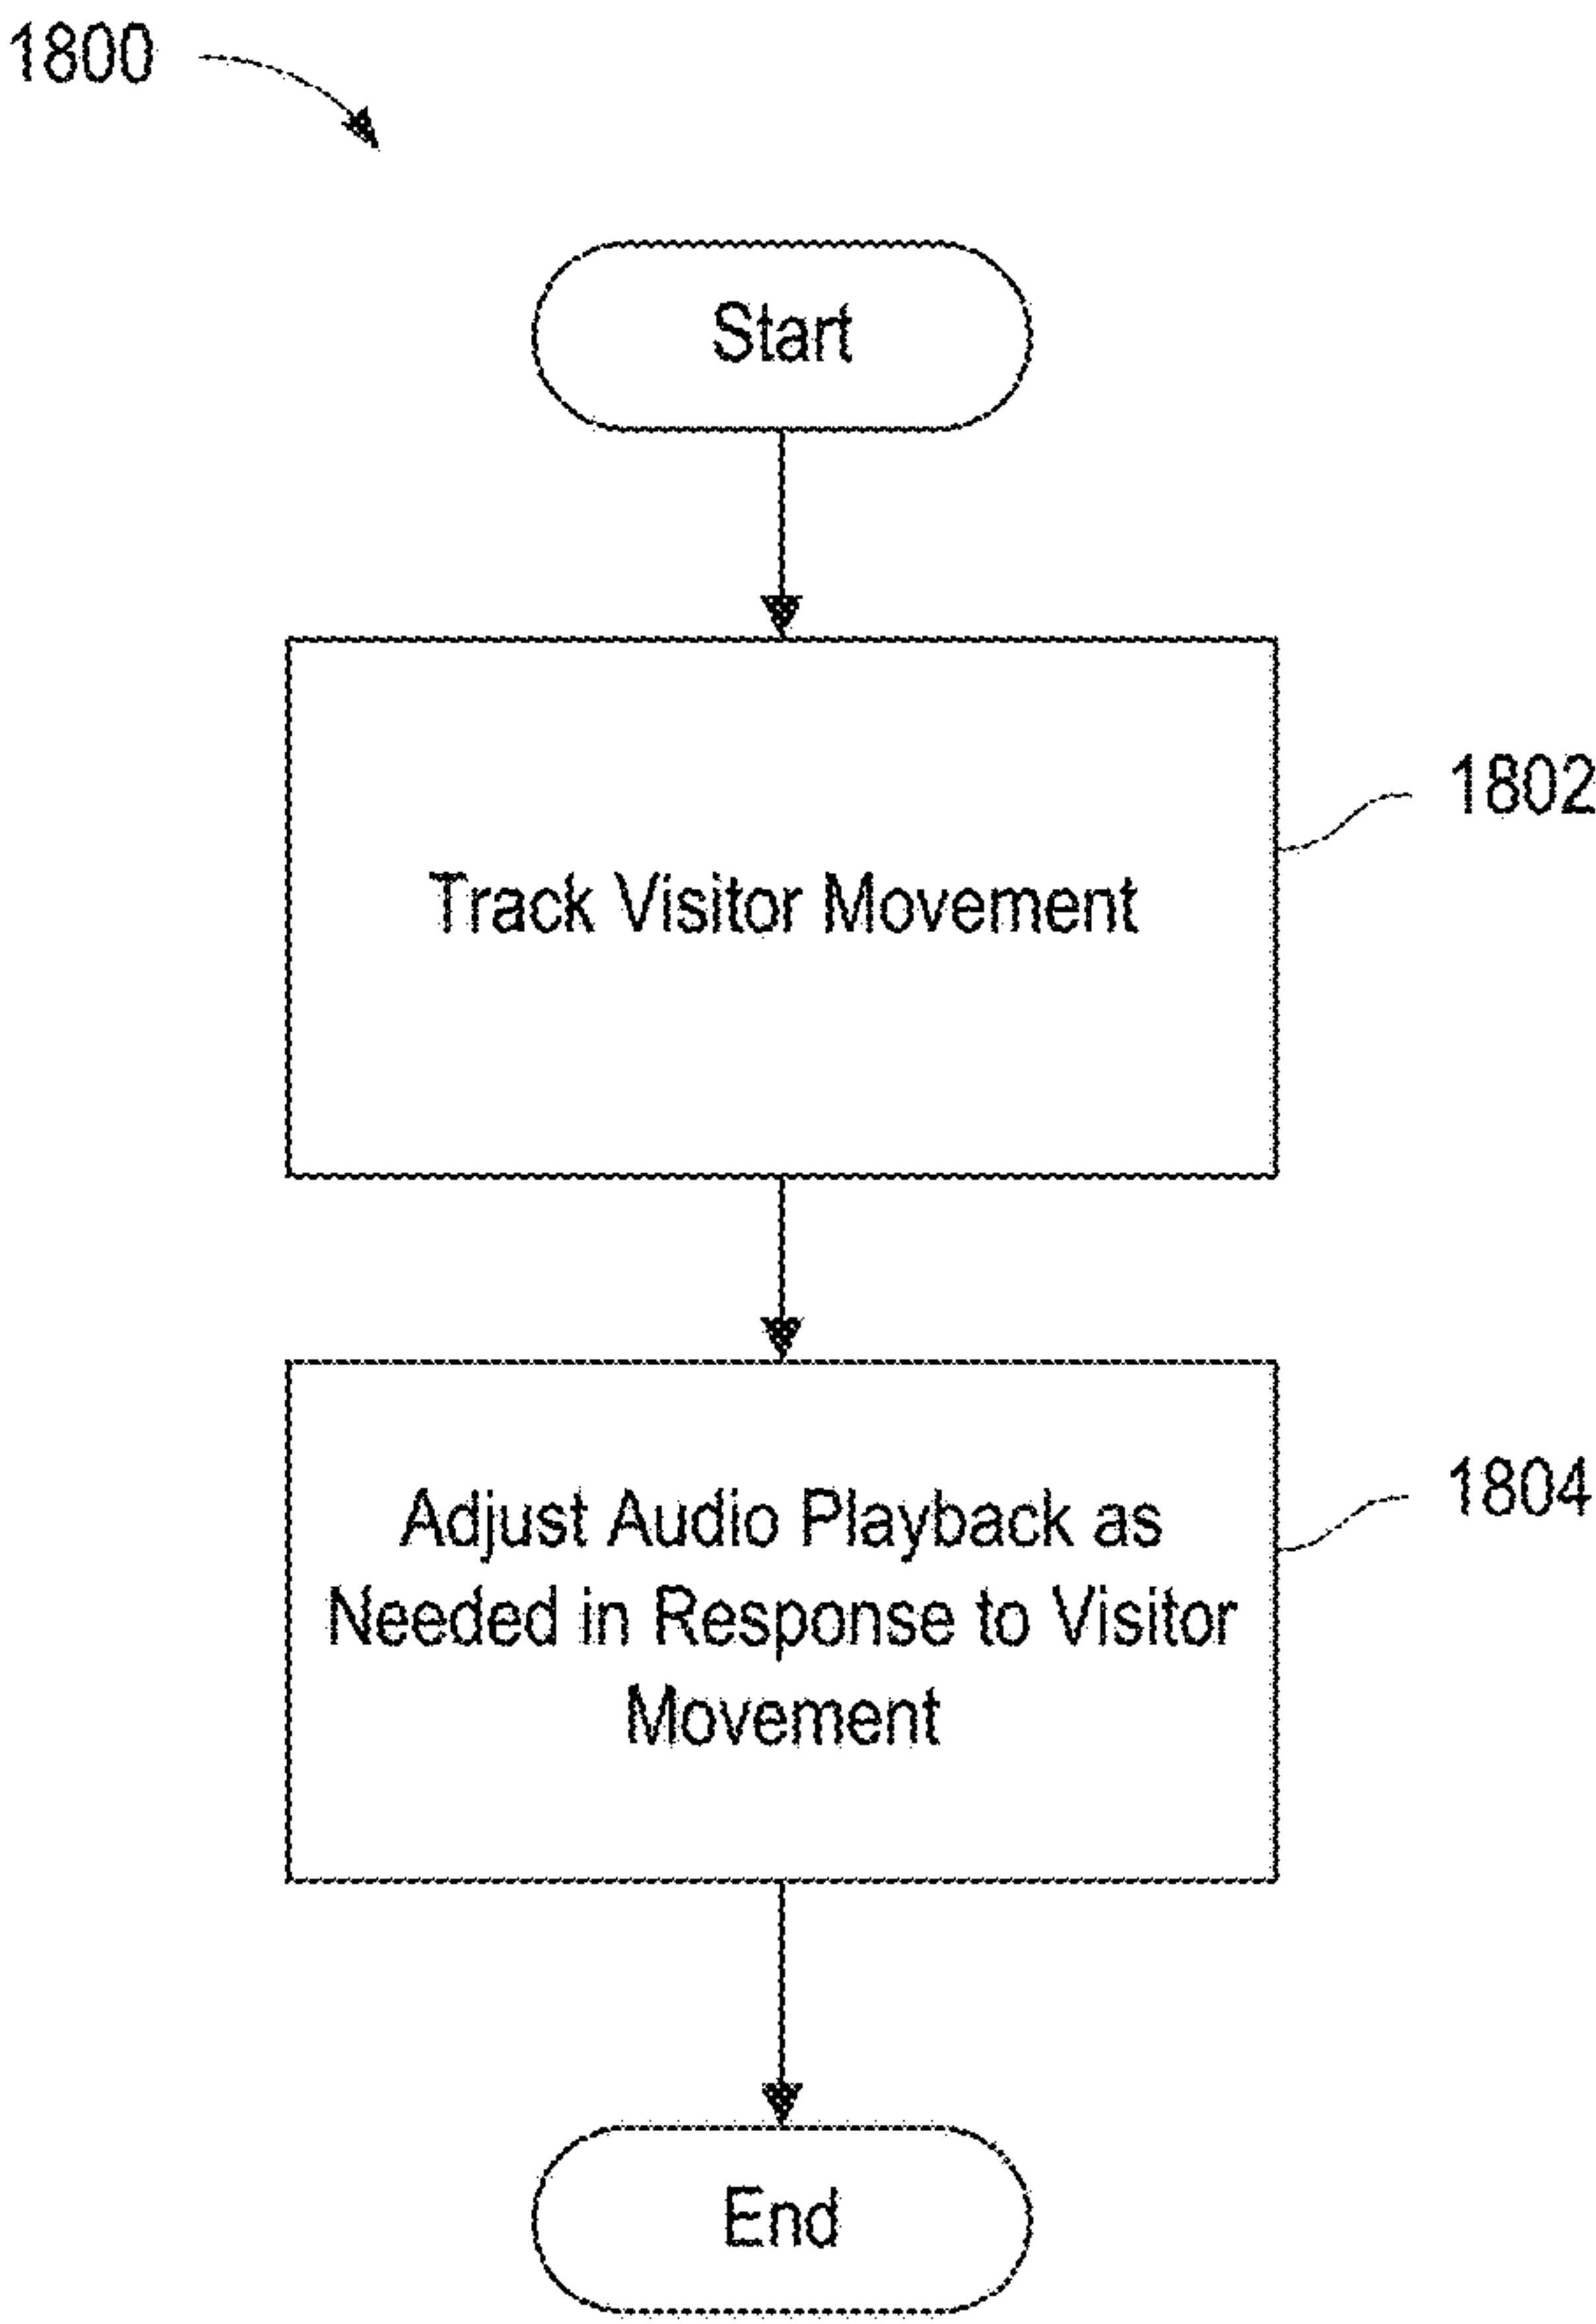 1800
Start
Track Visitor Movement
1802
Adjust Audio Playback as
Needed in Response to Visitor
Movement
1804
End